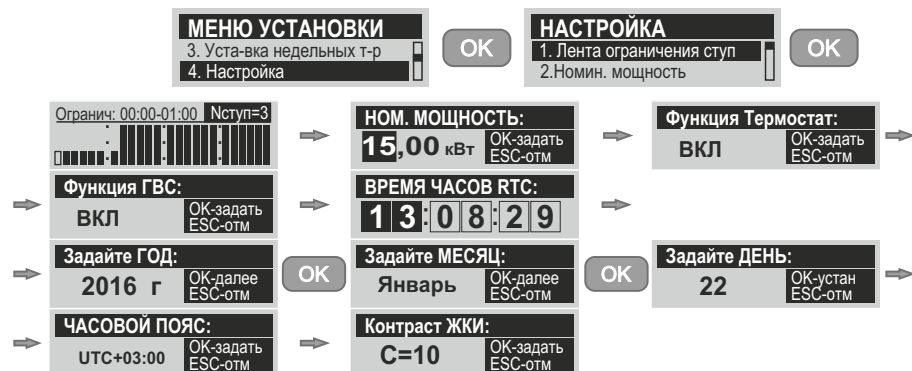 МЕНЮ УСТАНОВКИ
3. Уста-вка недельных т-р
4. Настройка
OK
НАСТРОЙКА
1. Лента ограничения ступ
2.Номин. мощность
OK
Огранич: 00:00-01:00 Nступ=3
НОМ. МОЩНОСТЬ:
15,00 кВт
OK-задать
ESC-отм
Функция Термостат:
ВКЛ
OK-задать
ESC-отм
Функция ГВС:
ВКЛ
OK-задать
ESC-отм
ВРЕМЯ ЧАСОВ RTC:
13:08:29
Задайте ГОД:
2016 г
OK-далее
ESC-отм
OK
Задайте МЕСЯЦ:
Январь
OK-далее
ESC-отм
OK
Задайте ДЕНЬ:
22
OK-устан
ESC-отм
ЧАСОВОЙ ПОЯС:
UTC+03:00
OK-задать
ESC-отм
Контраст ЖКИ:
C=10
OK-задать
ESC-отм